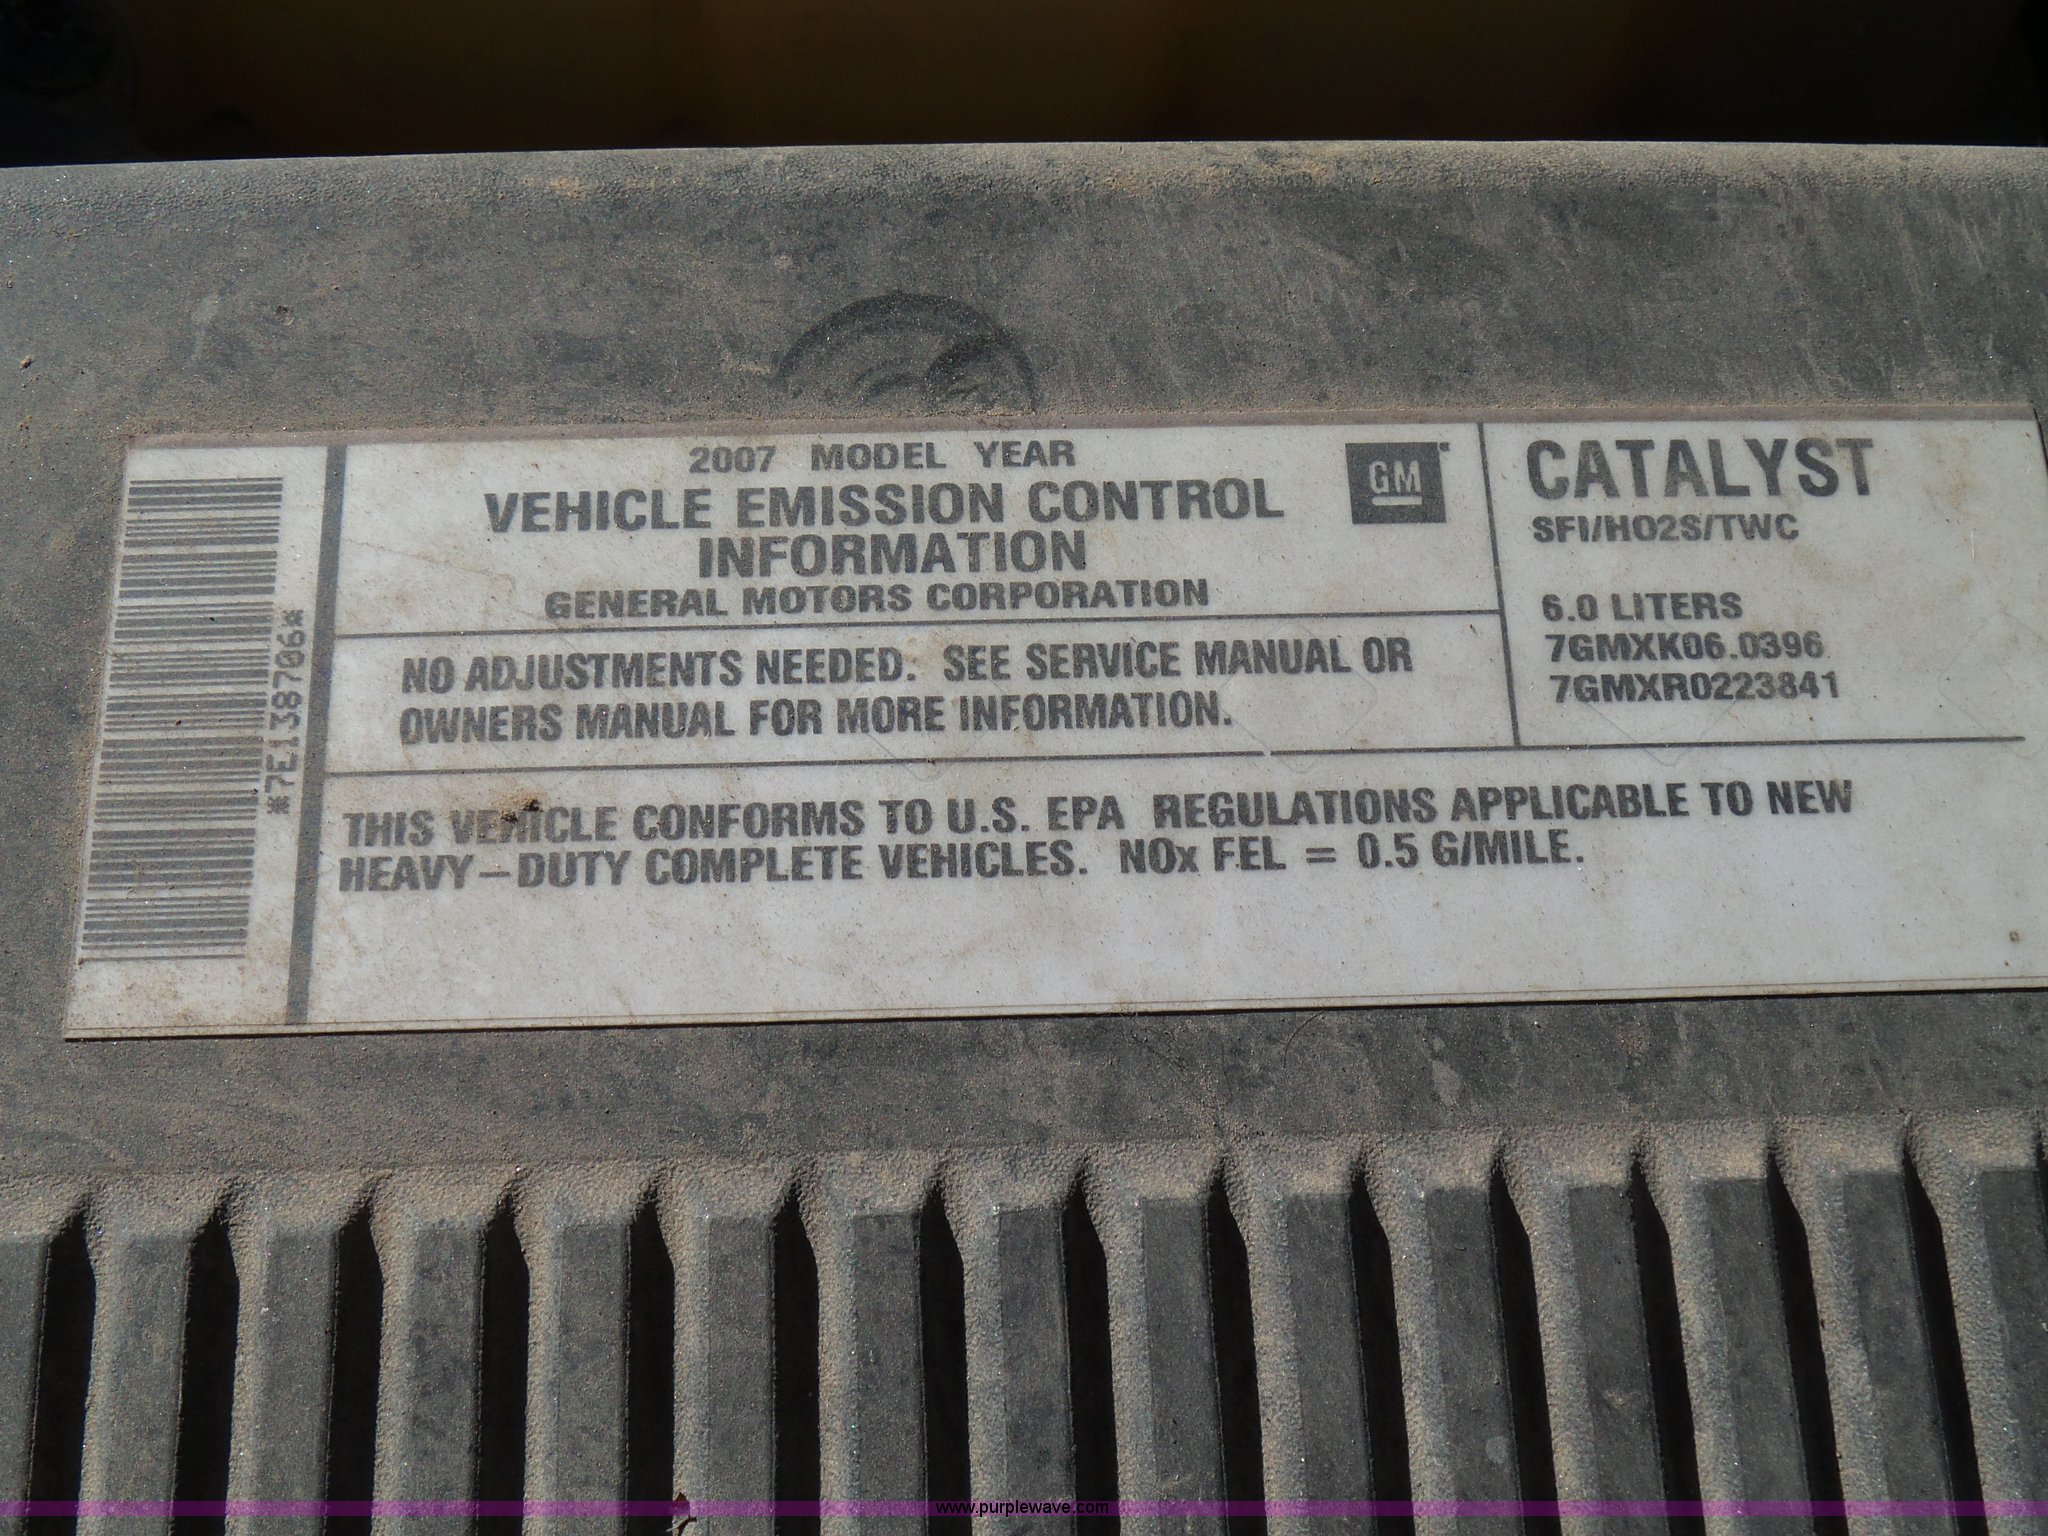 *7E138706*
2007 MODEL YEAR
VEHICLE EMISSION CONTROL
INFORMATION
GENERAL MOTORS CORPORATION
GM
NO ADJUSTMENTS NEEDED. SEE SERVICE MANUAL OR
OWNERS MANUAL FOR MORE INFORMATION.
CATALYST
SFI/HO2S/TWC
6.0 LITERS
7GMXK06.0396
7GMXR0223841
THIS VEHICLE CONFORMS TO U.S. EPA REGULATIONS APPLICABLE TO NEW
HEAVY-DUTY COMPLETE VEHICLES. NOx FEL = 0.5 G/MILE.
www.purplewave.com